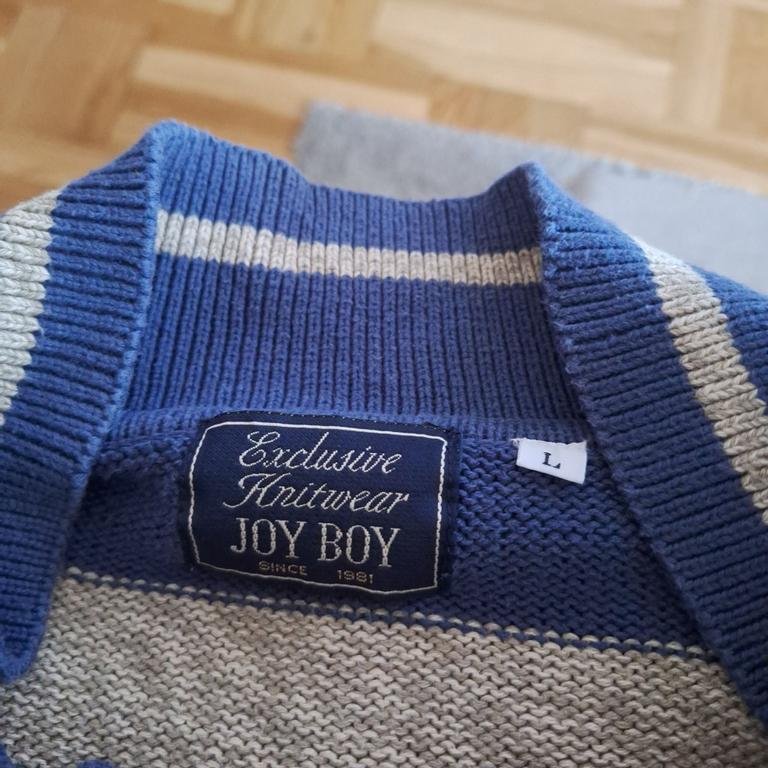 Exclusive
Knitwear
JOY BOY
SINCE 1981
L